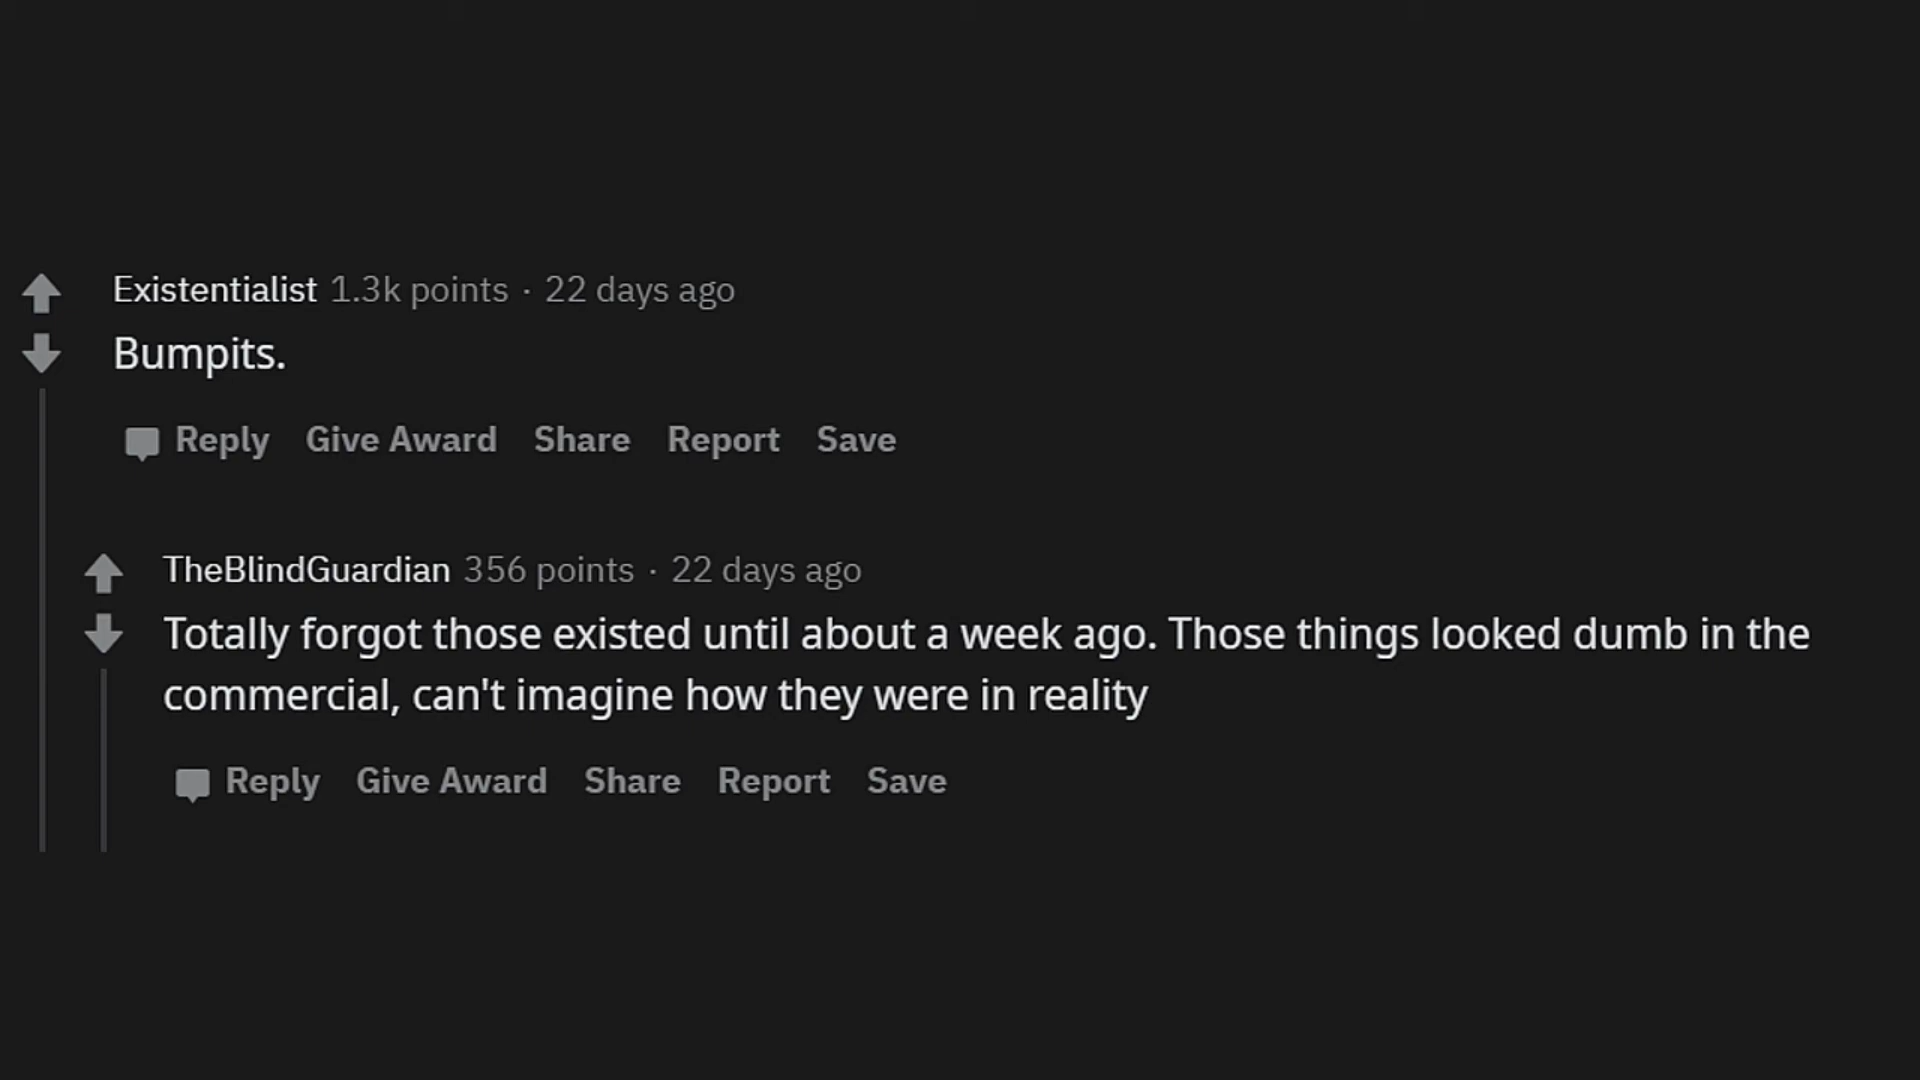 Existentialist 1.3k points · 22 days ago
Bumpits.
Reply Give Award Share Report Save
TheBlindGuardian 356 points · 22 days ago
Totally forgot those existed until about a week ago. Those things looked dumb in the
commercial, can't imagine how they were in reality
Reply Give Award Share Report Save